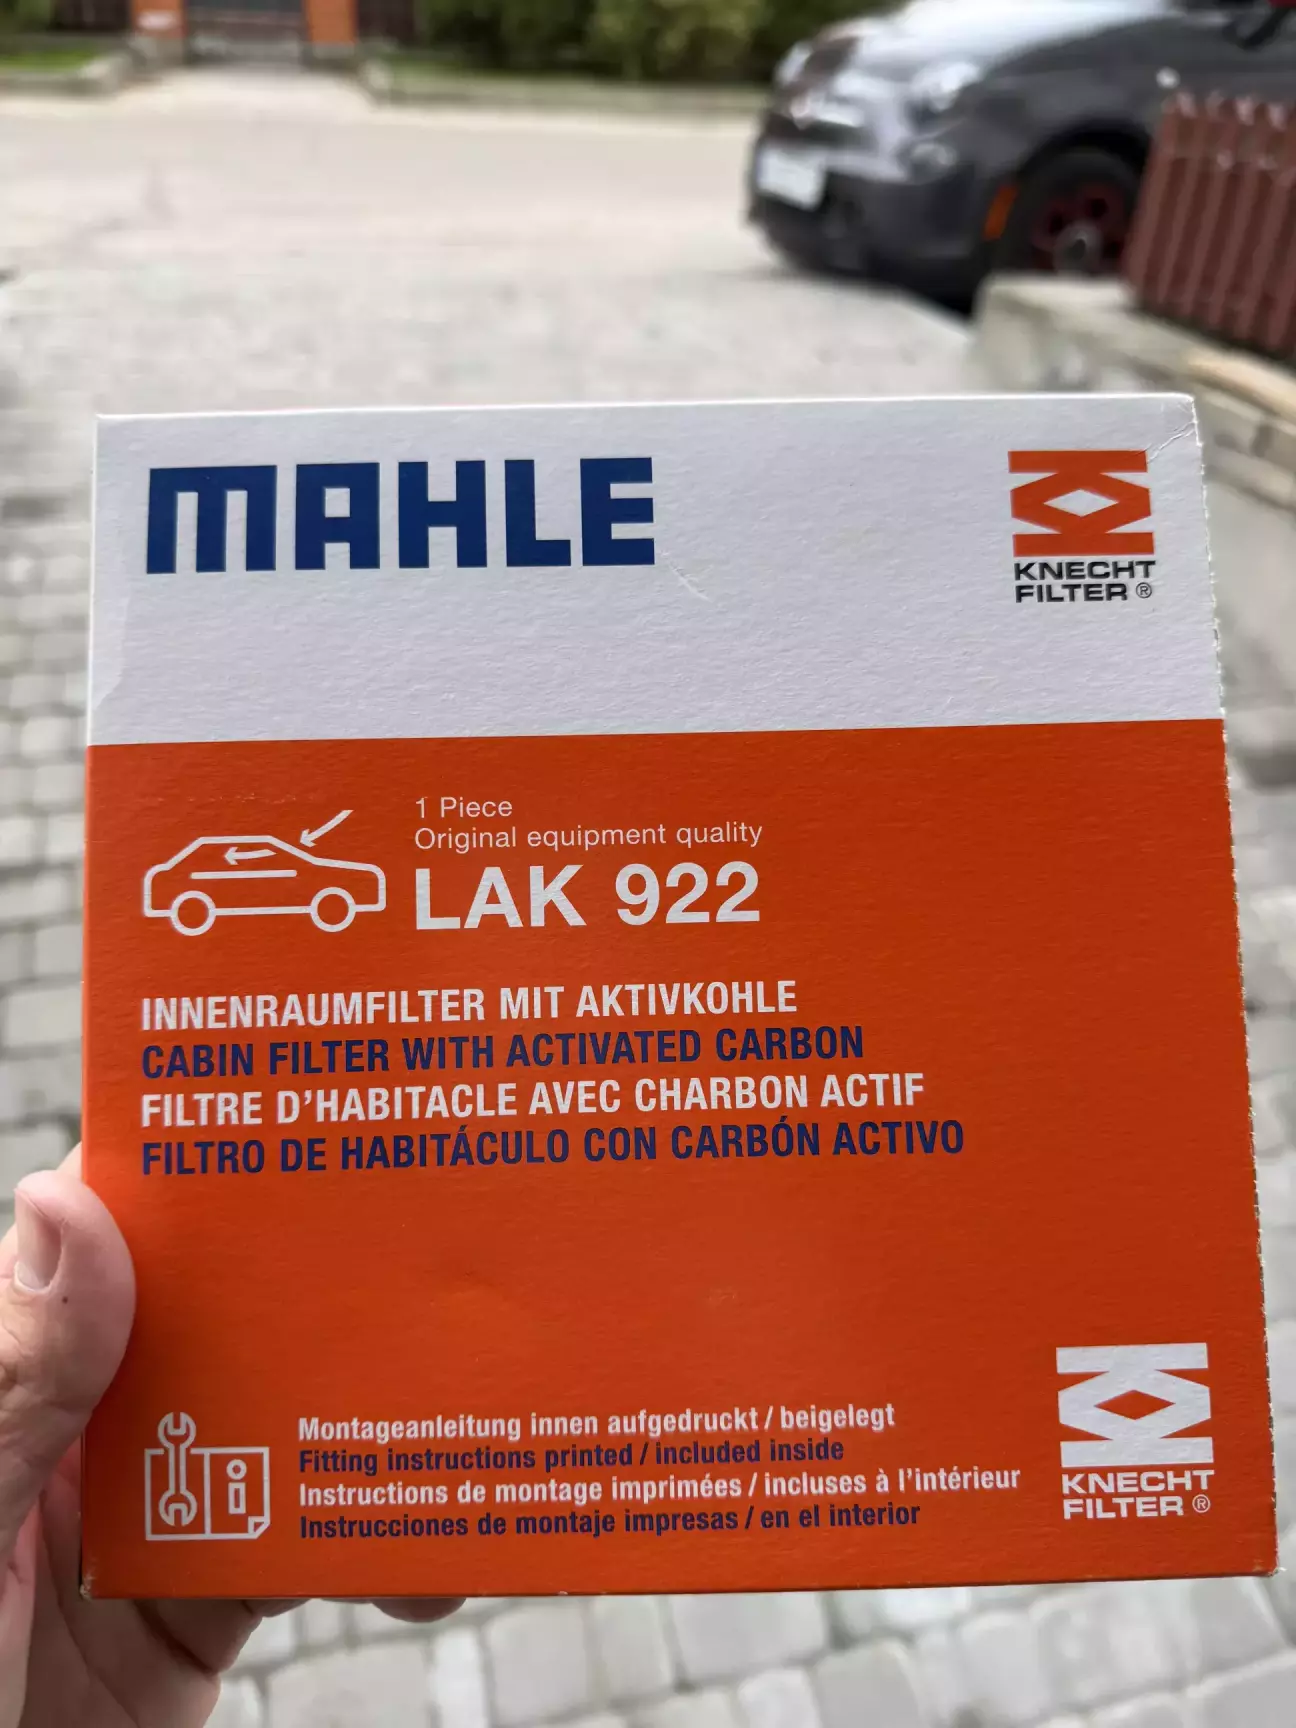 MAHLE
KNECHT
FILTER®
1 Piece
Original equipment quality
LAK 922
INNENRAUMFILTER MIT AKTIVKOHLE
CABIN FILTER WITH ACTIVATED CARBON
FILTRE D'HABITACLE AVEC CHARBON ACTIF
FILTRO DE HABITÁCULO CON CARBÓN ACTIVO
Montageanleitung innen aufgedruckt / beigelegt
Fitting instructions printed / included inside
Instructions de montage imprimées / incluses à l'intérieur
Instrucciones de montaje impresas / en el interior
KNECHT
FILTER®